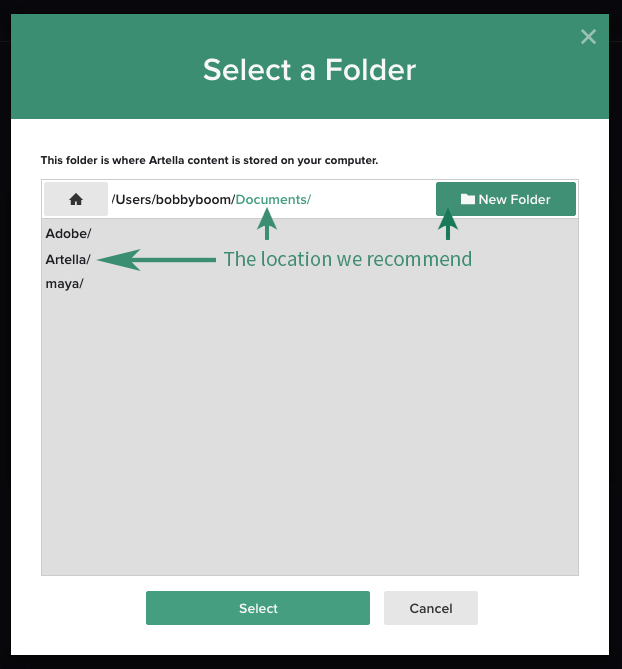 Select a Folder
This folder is where Artella content is stored on your computer.
/Users/bobbyboom/Documents/ New Folder
Adobe/
Artella/ The location we recommend
maya/
Select Cancel